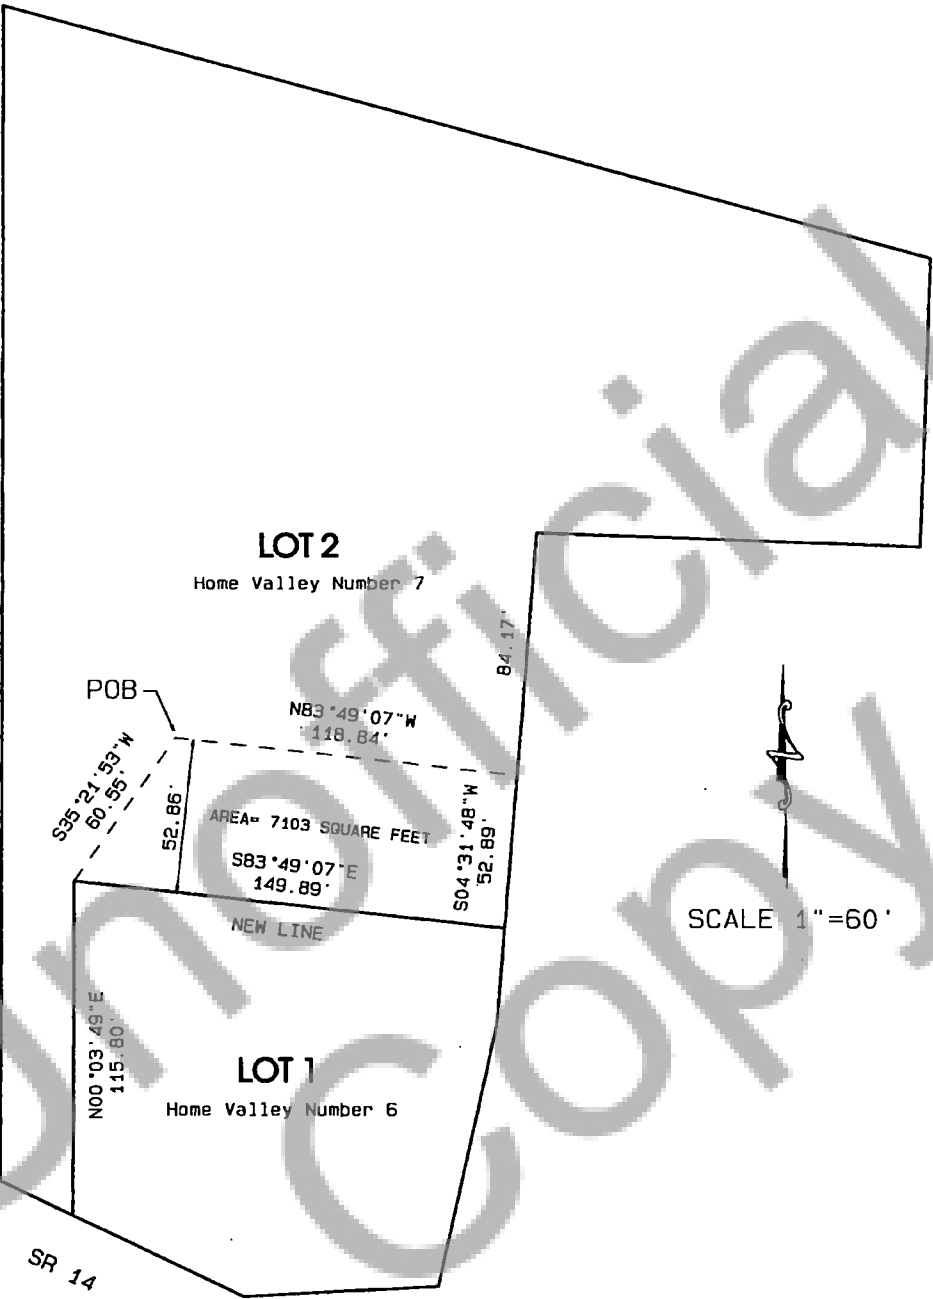 LOT 2
Home Valley Number 7
84.17'
POB
N83°49'07"W
118.84'
S35°21'53"W
60.55'
52.86'
AREA= 7103 SQUARE FEET
S83°49'07"E
149.89'
S04°31'48"W
52.89'
NEW LINE
SCALE 1"=60'
N00°03'49"E
115.80'
LOT 1
Home Valley Number 6
SR 14
Unofficial
Copy